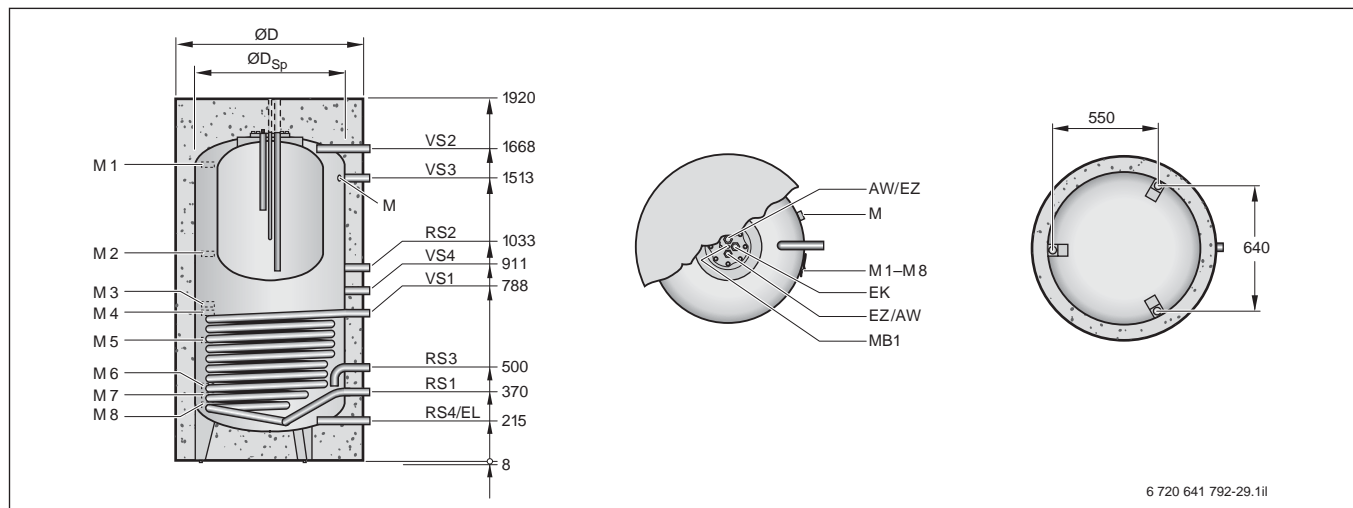 ØD
ØDSp
1920
VS2
1668
M 1
VS3
1513
M
RS2
1033
M 2
VS4
911
VS1
788
M 3
M 4
M 5
RS3
500
M 6
RS1
370
M 7
M 8
RS4/EL
215
8
AW/EZ
M
M 1–M 8
EK
EZ/AW
MB1
550
640
6 720 641 792-29.1il